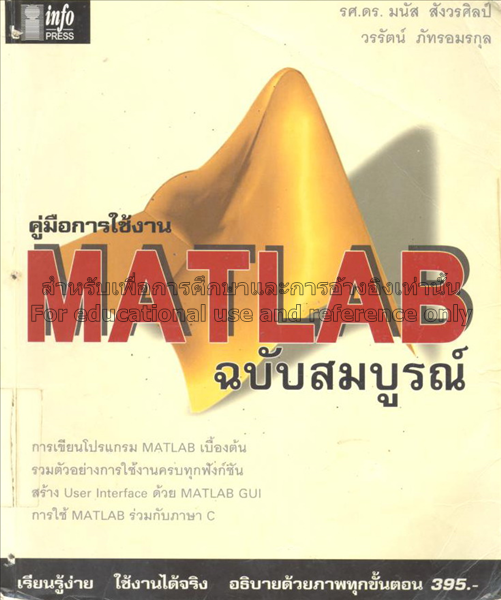 info
PRESS
รศ.ดร. มนัส สังวรศิลป์
วรรัตน์ ภัทรอมรกุล
คู่มือการใช้งาน
MATLAB
สำหรับเพื่อการศึกษาและการอ้างอิงเท่านั้น
For educational use and reference only
ฉบับสมบูรณ์
การเขียนโปรแกรม MATLAB เบื้องต้น
รวมตัวอย่างการใช้งานครบทุกฟังก์ชัน
สร้าง User Interface ด้วย MATLAB GUI
การใช้ MATLAB ร่วมกับภาษา C
เรียนรู้ง่าย ใช้งานได้จริง อธิบายด้วยภาพทุกขั้นตอน 395.-